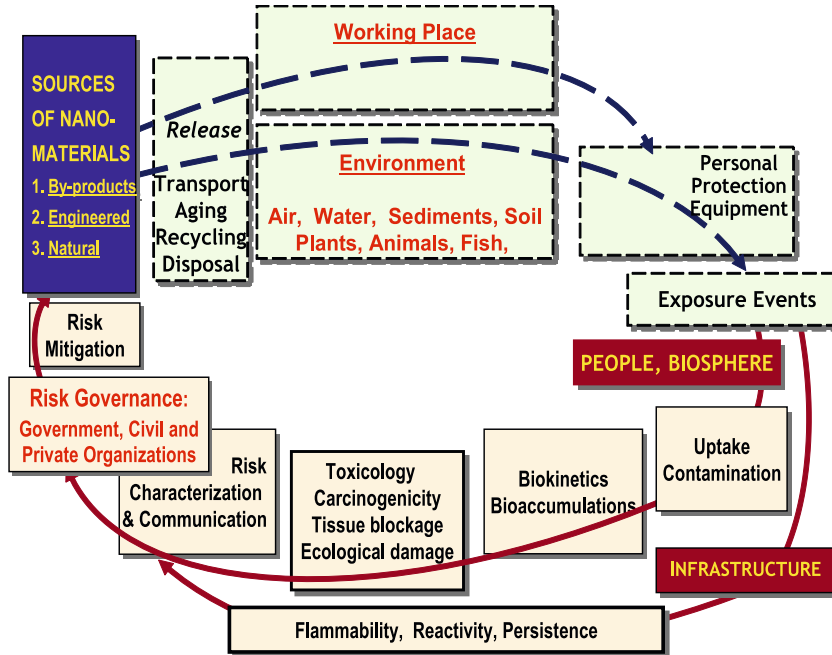 SOURCES
OF NANO-
MATERIALS
1. By-products
2. Engineered
3. Natural
Release
Transport
Aging
Recycling
Disposal
Working Place
Environment
Air, Water, Sediments, Soil
Plants, Animals, Fish,
Personal
Protection
Equipment
Exposure Events
PEOPLE, BIOSPHERE
Uptake
Contamination
Biokinetics
Bioaccumulations
Toxicology
Carcinogenicity
Tissue blockage
Ecological damage
INFRASTRUCTURE
Flammability, Reactivity, Persistence
Risk
Characterization
& Communication
Risk Governance:
Government, Civil and
Private Organizations
Risk
Mitigation